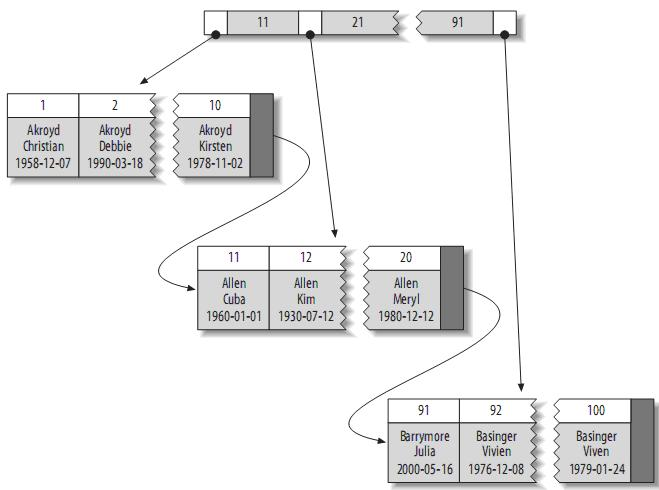 11 21 91
1 2 10
Akroyd Akroyd Akroyd
Christian Debbie Kirsten
1958-12-07 1990-03-18 1978-11-02
11 12 20
Allen Allen Allen
Cuba Kim Meryl
1960-01-01 1930-07-12 1980-12-12
91 92 100
Barrymore Basinger Basinger
Julia Vivien Viven
2000-05-16 1976-12-08 1979-01-24